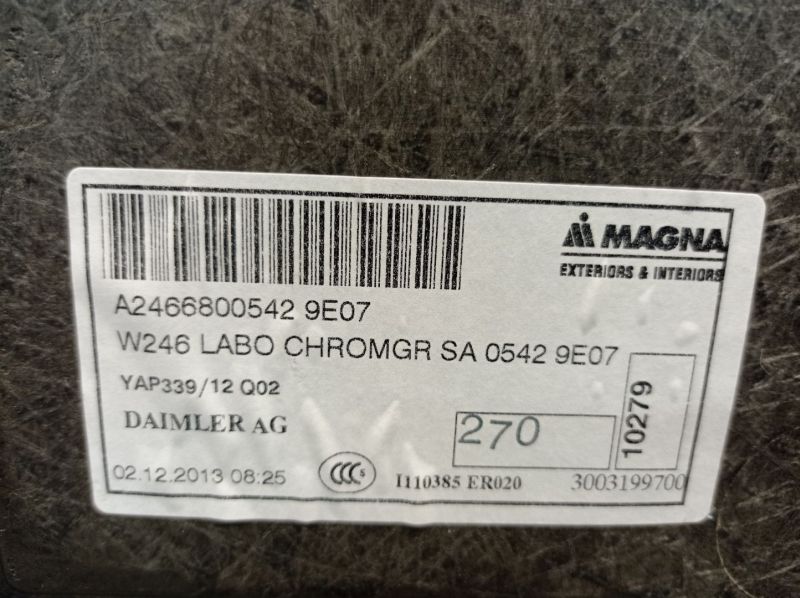 MAGNA
EXTERIORS & INTERIORS
A2466800542 9E07
W246 LABO CHROMGR SA 0542 9E07
YAP339/12 Q02
DAIMLER AG
270
10279
02.12.2013 08:25
CCC S
I110385 ER020
3003199700